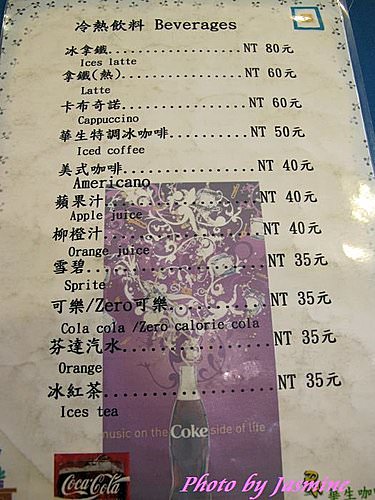 冷熱飲料 Beverages
冰拿鐵..................NT 80元
Ices latte
拿鐵(熱)................NT 60元
Latte
卡布奇諾................NT 60元
Cappuccino
華生特調冰咖啡..........NT 50元
Iced coffee
美式咖啡................NT 40元
Americano
蘋果汁..................NT 40元
Apple juice
柳橙汁..................NT 40元
Orange juice
雪碧....................NT 35元
Sprite
可樂/Zero可樂...........NT 35元
Cola cola /Zero calorie cola
芬達汽水................NT 35元
Orange
冰紅茶..................NT 35元
Ices tea
music on the Coke side of life
Coca-Cola
華生咖
Photo by Jasmine